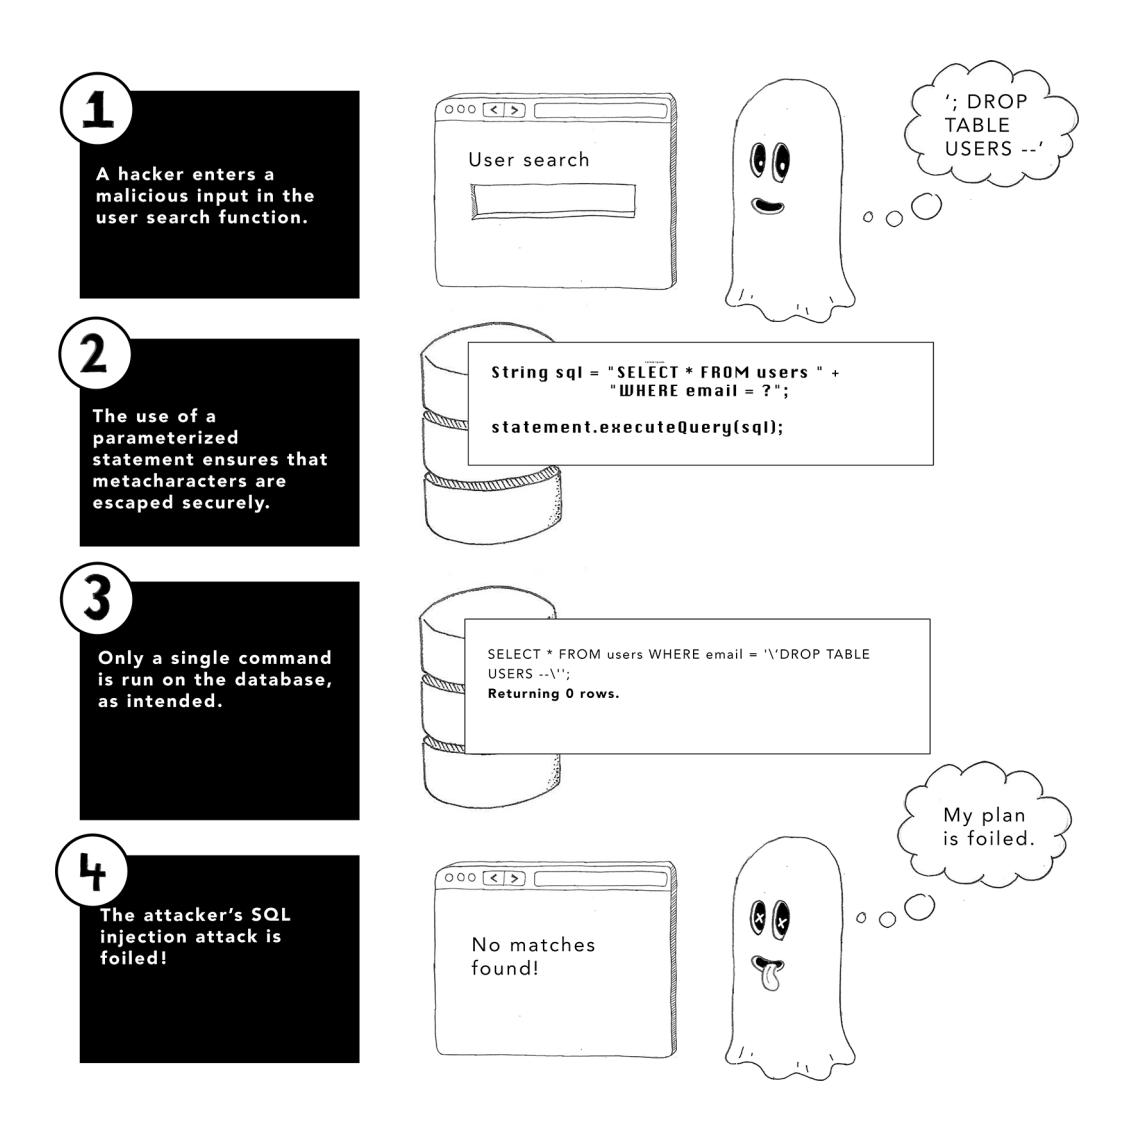 1
A hacker enters a
malicious input in the
user search function.
User search
‘; DROP
TABLE
USERS --’
2
The use of a
parameterized
statement ensures that
metacharacters are
escaped securely.
String sql = "SELECT * FROM users " +
"WHERE email = ?";
statement.executeQuery(sql);
3
Only a single command
is run on the database,
as intended.
SELECT * FROM users WHERE email = '\’DROP TABLE
USERS --\'';
Returning 0 rows.
4
The attacker’s SQL
injection attack is
foiled!
No matches
found!
My plan
is foiled.